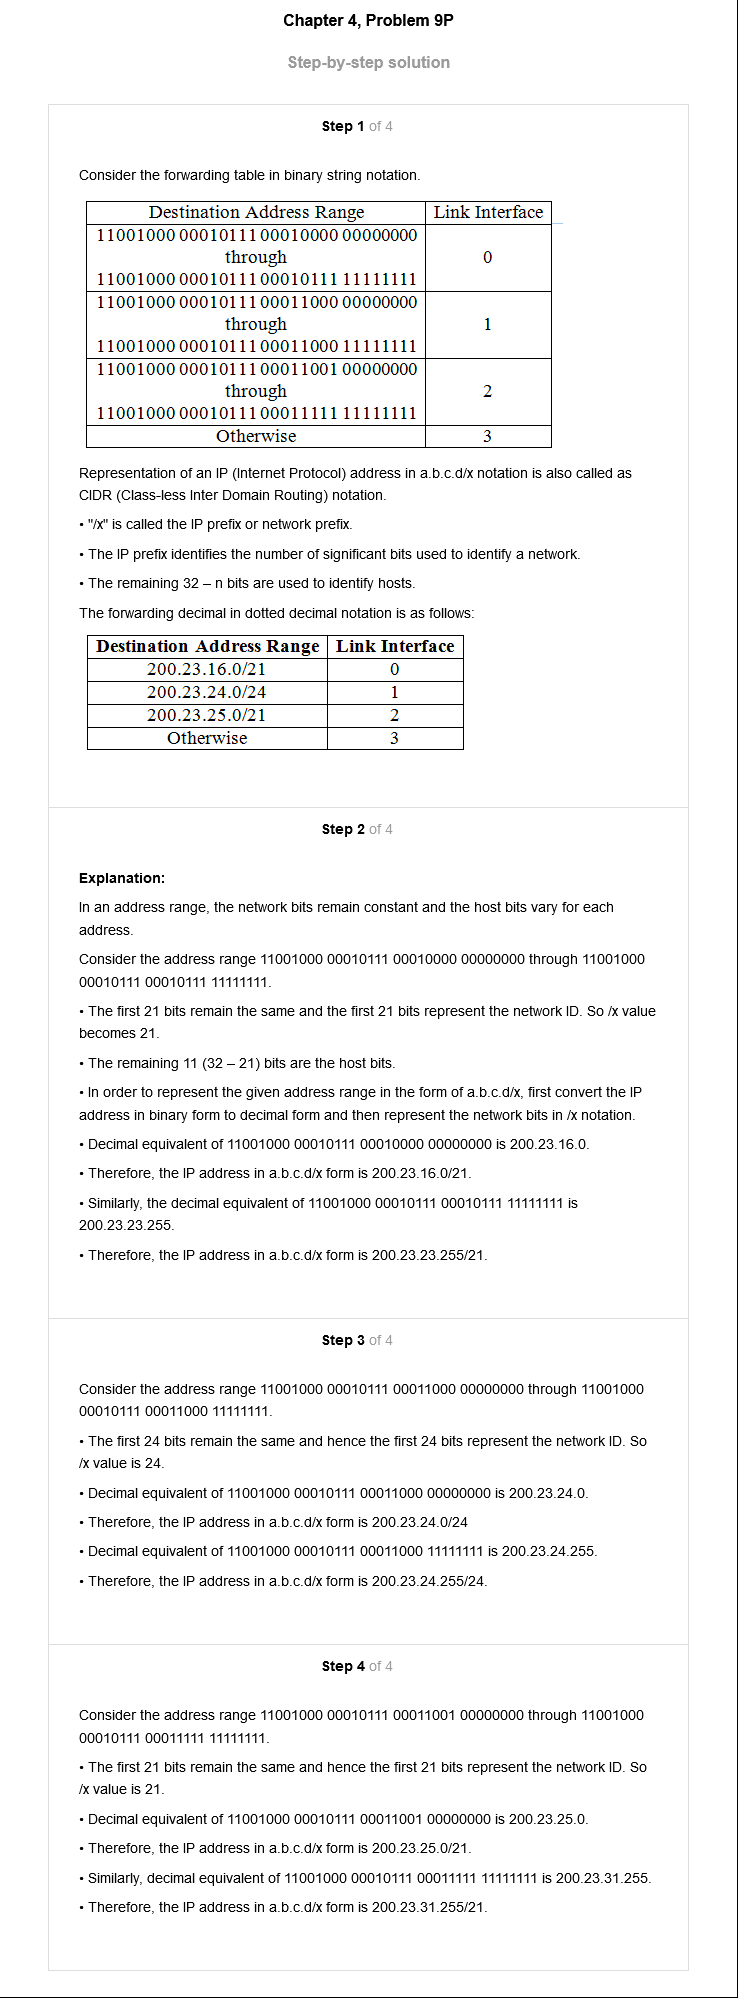 Chapter 4, Problem 9P
Step-by-step solution
Step 1 of 4
Consider the forwarding table in binary string notation.
Destination Address Range Link Interface
11001000 00010111 00010000 00000000
through
11001000 00010111 00010111 11111111
0
11001000 00010111 00011000 00000000
through
11001000 00010111 00011000 11111111
1
11001000 00010111 00011001 00000000
through
11001000 00010111 00011111 11111111
2
Otherwise 3
Representation of an IP (Internet Protocol) address in a.b.c.d/x notation is also called as
CIDR (Class-less Inter Domain Routing) notation.
• "/x" is called the IP prefix or network prefix.
• The IP prefix identifies the number of significant bits used to identify a network.
• The remaining 32 – n bits are used to identify hosts.
The forwarding decimal in dotted decimal notation is as follows:
Destination Address Range Link Interface
200.23.16.0/21 0
200.23.24.0/24 1
200.23.25.0/21 2
Otherwise 3
Step 2 of 4
Explanation:
In an address range, the network bits remain constant and the host bits vary for each
address.
Consider the address range 11001000 00010111 00010000 00000000 through 11001000
00010111 00010111 11111111.
• The first 21 bits remain the same and the first 21 bits represent the network ID. So /x value
becomes 21.
• The remaining 11 (32 – 21) bits are the host bits.
• In order to represent the given address range in the form of a.b.c.d/x, first convert the IP
address in binary form to decimal form and then represent the network bits in /x notation.
• Decimal equivalent of 11001000 00010111 00010000 00000000 is 200.23.16.0.
• Therefore, the IP address in a.b.c.d/x form is 200.23.16.0/21.
• Similarly, the decimal equivalent of 11001000 00010111 00010111 11111111 is
200.23.23.255.
• Therefore, the IP address in a.b.c.d/x form is 200.23.23.255/21.
Step 3 of 4
Consider the address range 11001000 00010111 00011000 00000000 through 11001000
00010111 00011000 11111111.
• The first 24 bits remain the same and hence the first 24 bits represent the network ID. So
/x value is 24.
• Decimal equivalent of 11001000 00010111 00011000 00000000 is 200.23.24.0.
• Therefore, the IP address in a.b.c.d/x form is 200.23.24.0/24
• Decimal equivalent of 11001000 00010111 00011000 11111111 is 200.23.24.255.
• Therefore, the IP address in a.b.c.d/x form is 200.23.24.255/24.
Step 4 of 4
Consider the address range 11001000 00010111 00011001 00000000 through 11001000
00010111 00011111 11111111.
• The first 21 bits remain the same and hence the first 21 bits represent the network ID. So
/x value is 21.
• Decimal equivalent of 11001000 00010111 00011001 00000000 is 200.23.25.0.
• Therefore, the IP address in a.b.c.d/x form is 200.23.25.0/21.
• Similarly, decimal equivalent of 11001000 00010111 00011111 11111111 is 200.23.31.255.
• Therefore, the IP address in a.b.c.d/x form is 200.23.31.255/21.